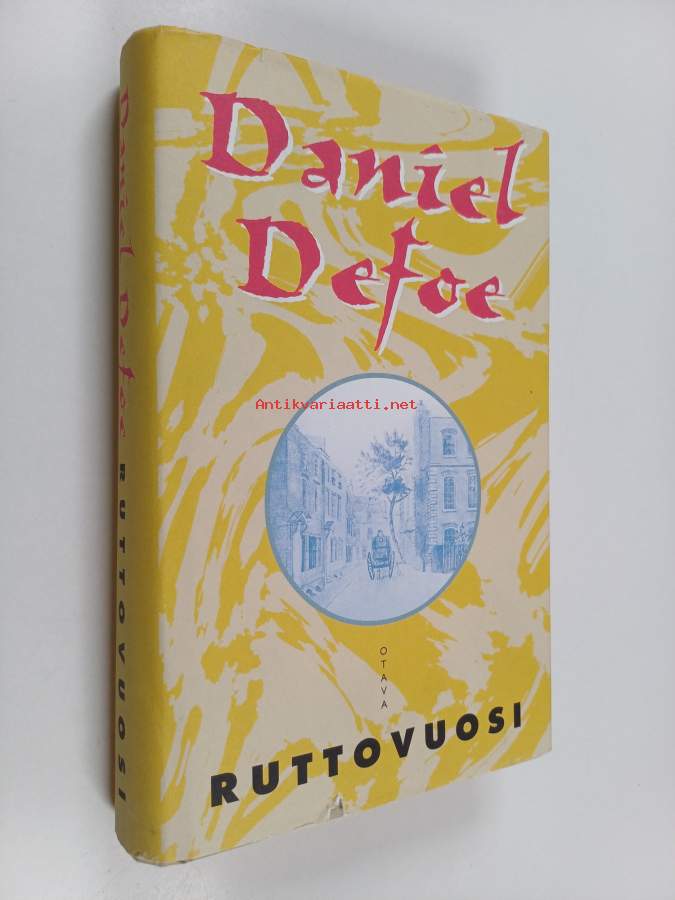 Daniel
Defoe
Antikvariaatti.net
OTAVA
RUTTOVUOSI
Daniel Defoe RUTTOVUOSI